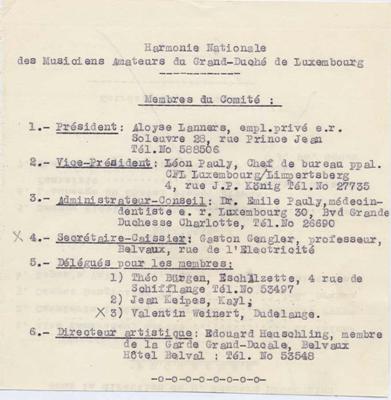 Harmonie Nationale
des Musiciens Amateurs du Grand-Duché de Luxembourg
------------
Membres du Comité :
1.- Président: Aloyse Lanners, empl.privé e.r.
Soleuvre 28, rue Prince Jean
Tél.No 588506
2.- Vice-Président: Léon Pauly, Chef de bureau ppal.
CFL Luxembourg/Limpertsberg
4, rue J.P. König Tél.No 27735
3.- Administrateur-Conseil: Dr. Emile Pauly,médecin-
dentiste e. r. Luxembourg 30, Bvd Grande
Duchesse Charlotte, Tél.No 26690
X 4.- Secrétaire-Caissier: Gaston Gengler, professeur,
Belvaux, rue de l'Electricité
5.- Délégués pour les membres:
1) Théo Bürgen, Esch/Alzette, 4 rue de
Schifflange Tél.No 53497
2) Jean Keipes, Kayl;
X 3) Valentin Weinert, Dudelange.
6.- Directeur artistique: Edouard Heuschling, membre
de la Garde Grand-Ducale, Belvaux
Hôtel Belval : Tél. No 53548
-o-o-o-o-o-o-o-o-